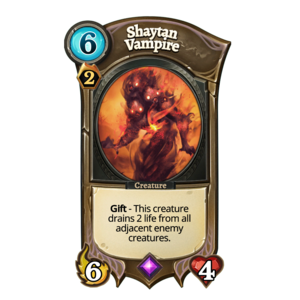 6
Shaytan
Vampire
2
Creature
Gift - This creature
drains 2 life from all
adjacent enemy
creatures.
6
4